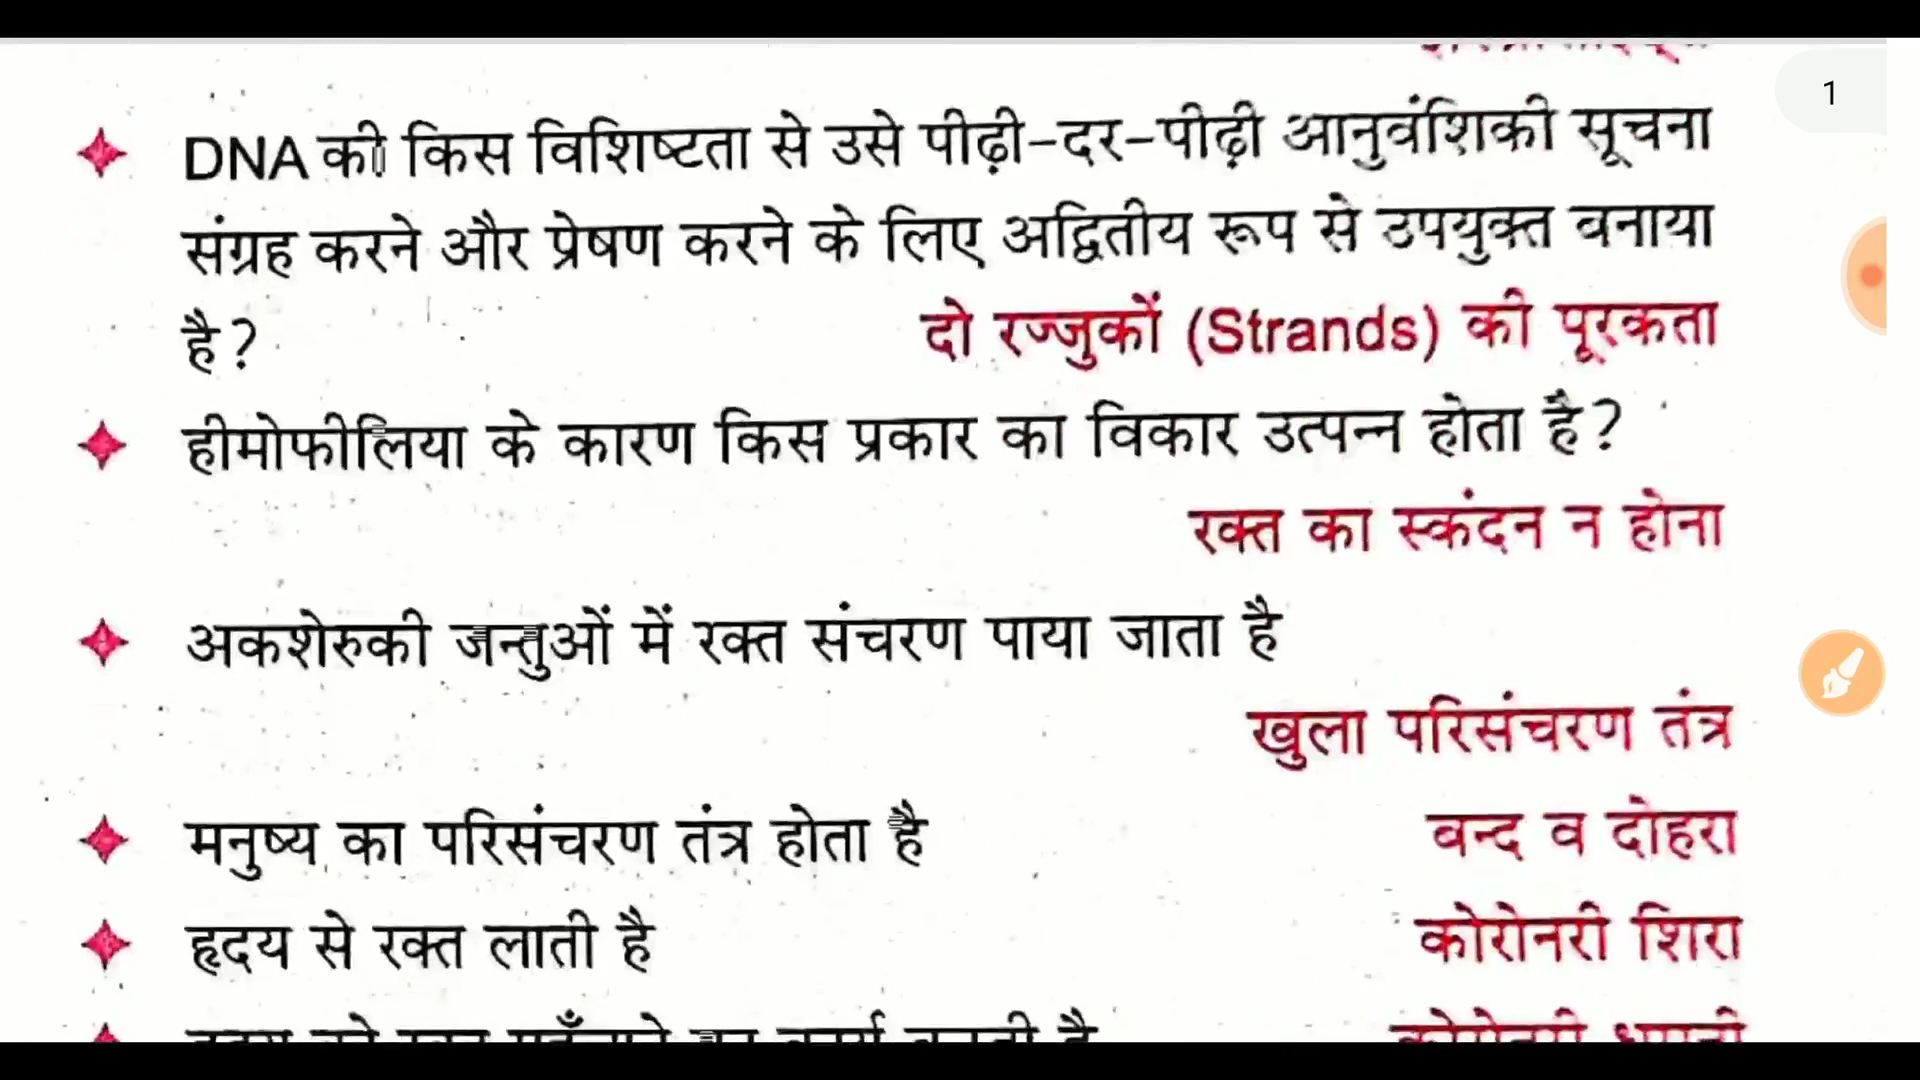 1
DNA की किस विशिष्टता से उसे पीढ़ी-दर-पीढ़ी आनुवंशिकी सूचना
संग्रह करने और प्रेषण करने के लिए अद्वितीय रूप से उपयुक्त बनाया
है? दो रज्जुकों (Strands) की पूरकता
हीमोफीलिया के कारण किस प्रकार का विकार उत्पन्न होता है?
रक्त का स्कंदन न होना
अकशेरुकी जन्तुओं में रक्त संचरण पाया जाता है
खुला परिसंचरण तंत्र
मनुष्य का परिसंचरण तंत्र होता है बन्द व दोहरा
हृदय से रक्त लाती है कोरोनरी शिरा